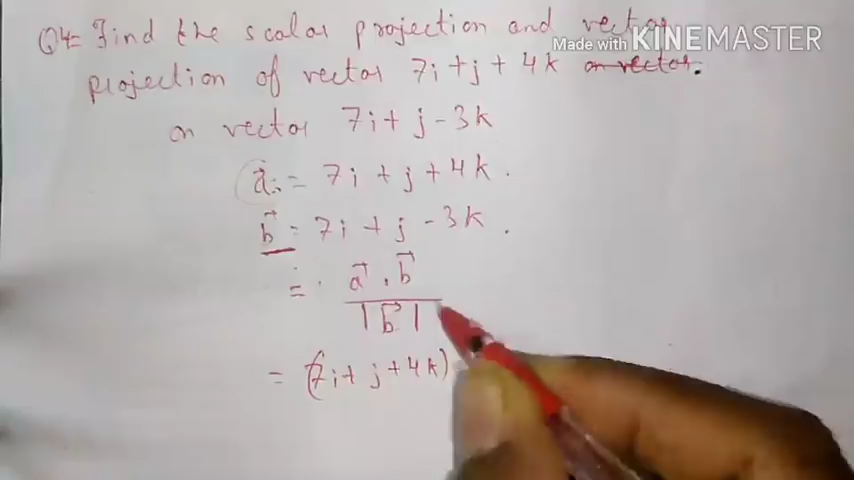 Q4= Find the scalar projection and vector
Made with KINEMASTER
projection of vector 7i + j + 4k on vector.
on vector 7i + j - 3k
a⃗ = 7i + j + 4k .
b⃗ = 7i + j - 3k .
= a⃗ . b⃗
|b⃗|
= (7i + j + 4k)